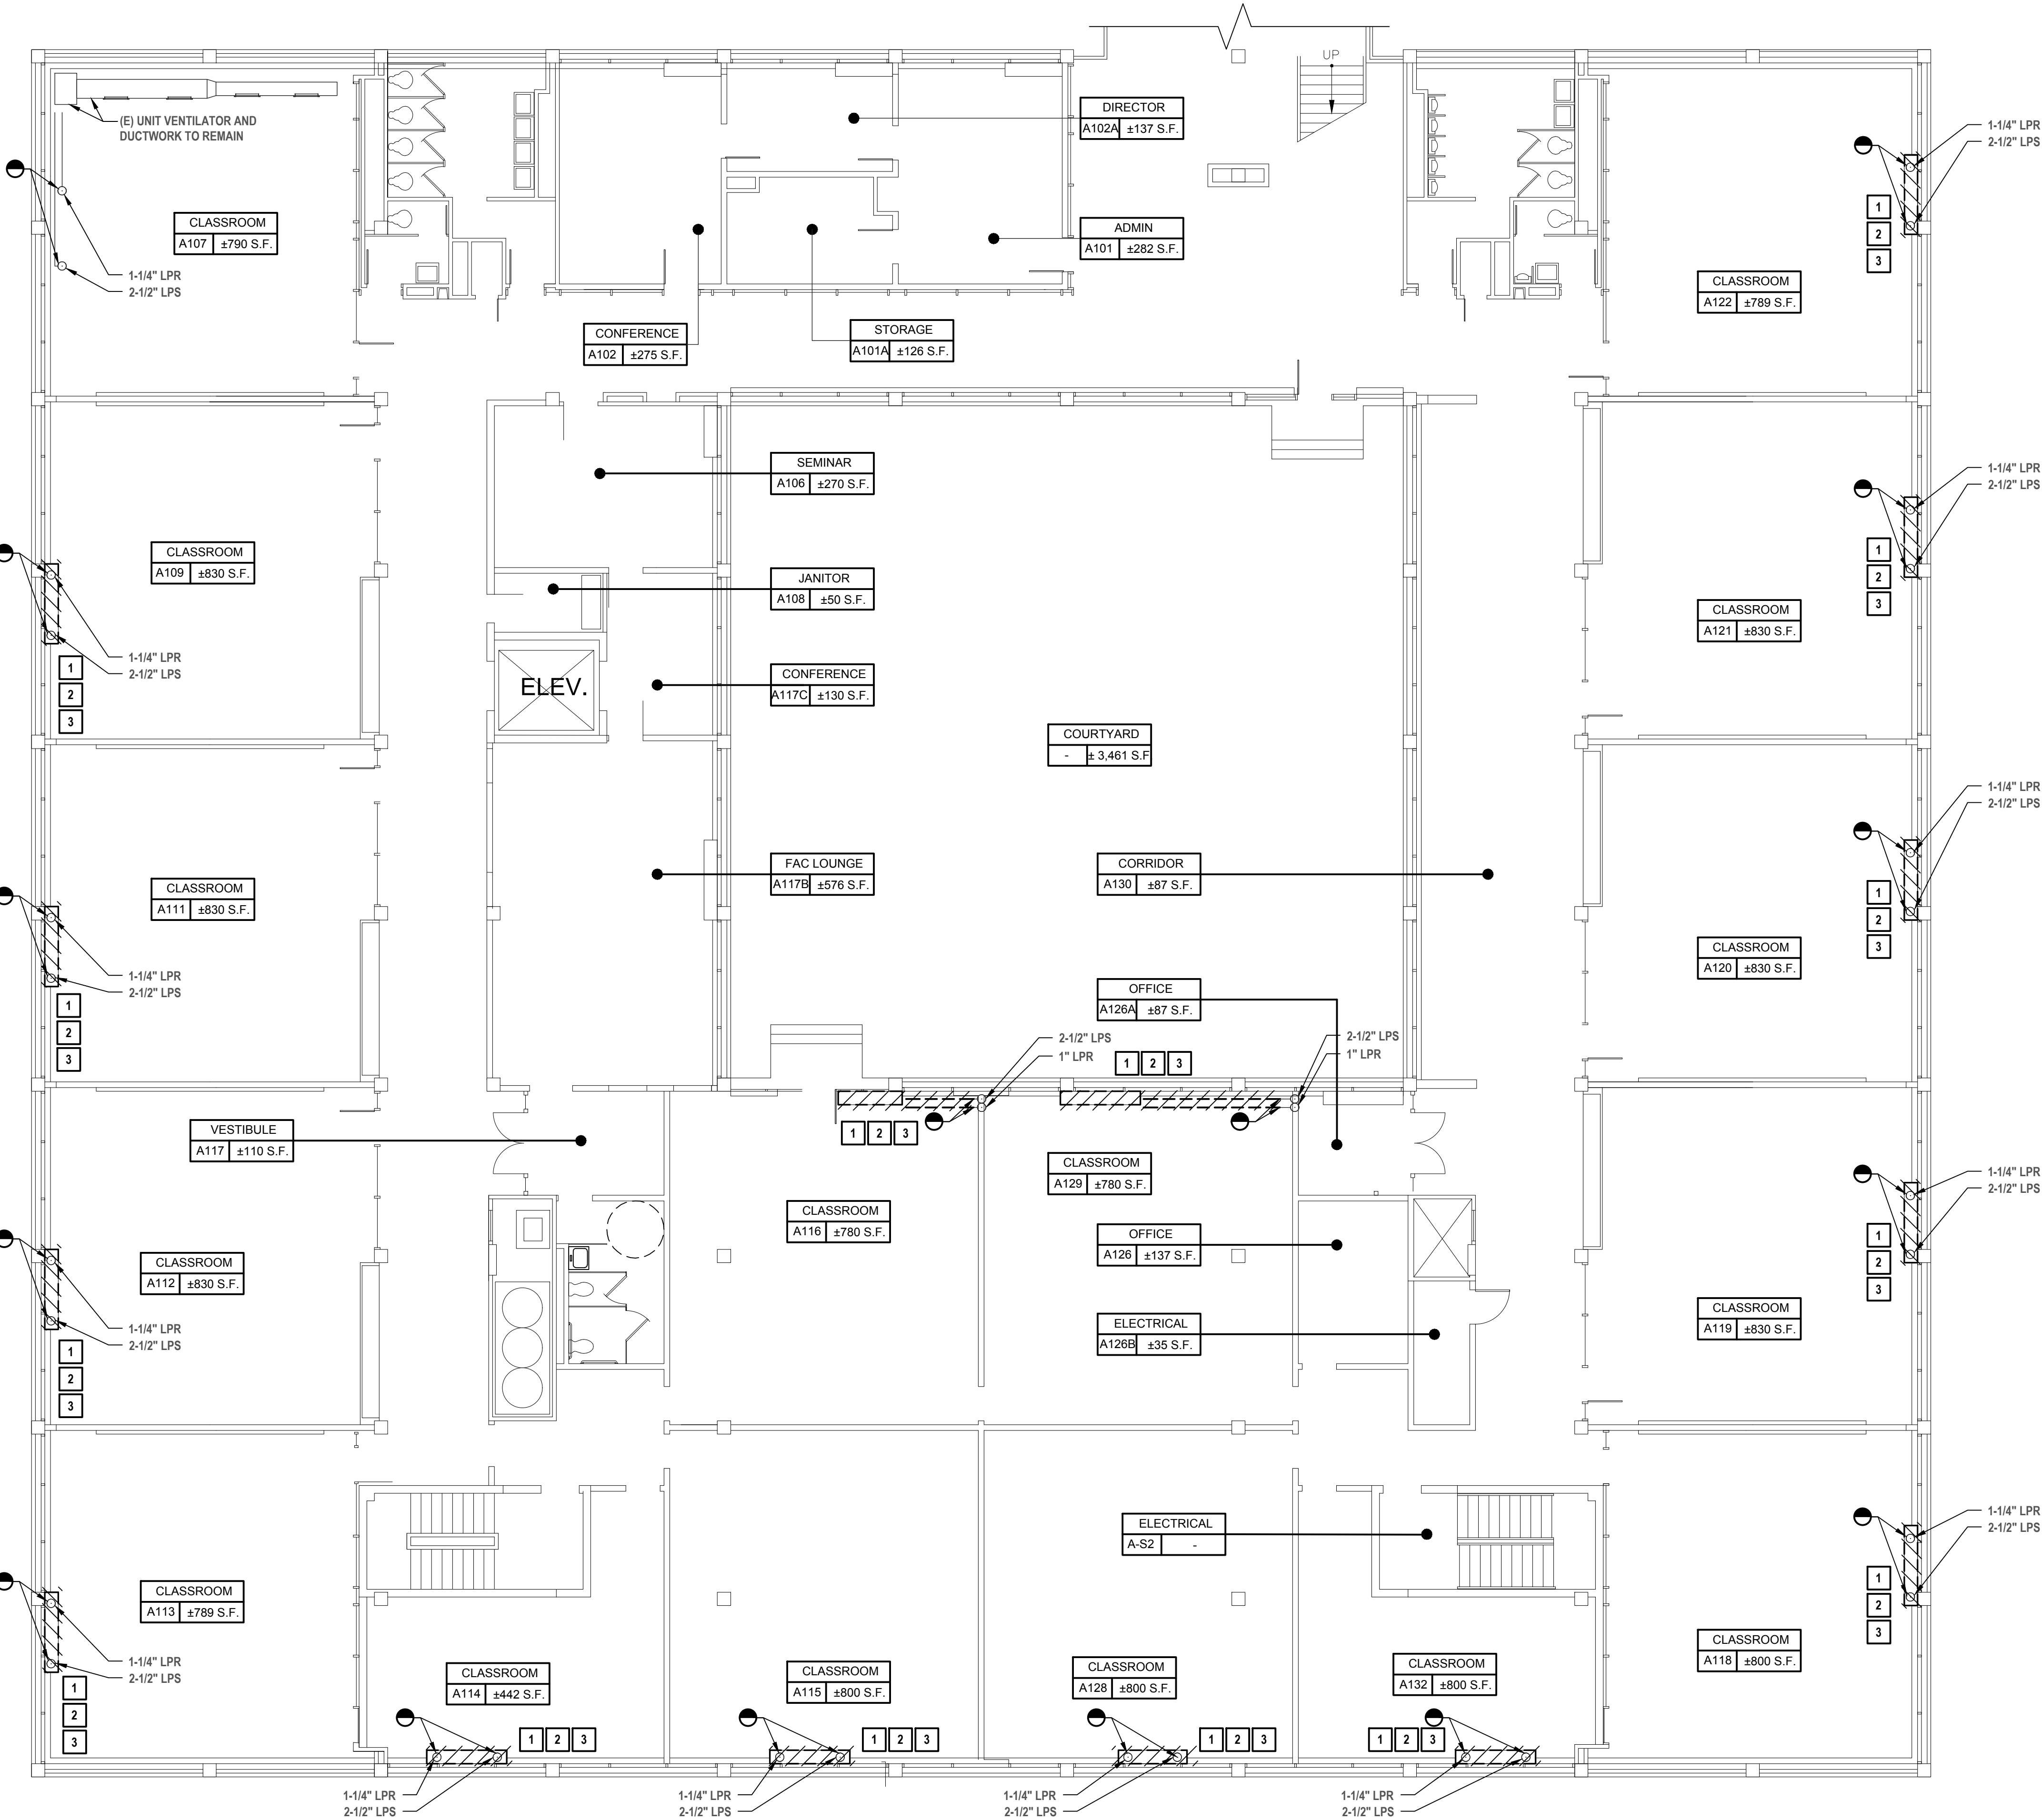 UP
(E) UNIT VENTILATOR AND
DUCTWORK TO REMAIN
DIRECTOR
A102A ±137 S.F.
1-1/4" LPR
2-1/2" LPS
CLASSROOM
A107 ±790 S.F.
ADMIN
A101 ±282 S.F.
1
2
3
1-1/4" LPR
2-1/2" LPS
CLASSROOM
A122 ±789 S.F.
CONFERENCE
A102 ±275 S.F.
STORAGE
A101A ±126 S.F.
SEMINAR
A106 ±270 S.F.
1-1/4" LPR
2-1/2" LPS
CLASSROOM
A109 ±830 S.F.
1
2
3
JANITOR
A108 ±50 S.F.
CLASSROOM
A121 ±830 S.F.
1-1/4" LPR
2-1/2" LPS
1
2
3
ELEV.
CONFERENCE
A117C ±130 S.F.
COURTYARD
- ± 3,461 S.F
1-1/4" LPR
2-1/2" LPS
FAC LOUNGE
A117B ±576 S.F.
CORRIDOR
A130 ±87 S.F.
CLASSROOM
A111 ±830 S.F.
1
2
3
CLASSROOM
A120 ±830 S.F.
1-1/4" LPR
2-1/2" LPS
1
2
3
OFFICE
A126A ±87 S.F.
2-1/2" LPS
1" LPR
1 2 3
2-1/2" LPS
1" LPR
VESTIBULE
A117 ±110 S.F.
1 2 3
CLASSROOM
A129 ±780 S.F.
1-1/4" LPR
2-1/2" LPS
CLASSROOM
A116 ±780 S.F.
OFFICE
A126 ±137 S.F.
1
2
3
CLASSROOM
A112 ±830 S.F.
1-1/4" LPR
2-1/2" LPS
1
2
3
ELECTRICAL
A126B ±35 S.F.
CLASSROOM
A119 ±830 S.F.
1-1/4" LPR
2-1/2" LPS
ELECTRICAL
A-S2 -
CLASSROOM
A113 ±789 S.F.
1
2
3
CLASSROOM
A118 ±800 S.F.
1-1/4" LPR
2-1/2" LPS
1
2
3
CLASSROOM
A114 ±442 S.F.
CLASSROOM
A115 ±800 S.F.
CLASSROOM
A128 ±800 S.F.
CLASSROOM
A132 ±800 S.F.
1 2 3
1 2 3
1 2 3
1 2 3
1-1/4" LPR
2-1/2" LPS
1-1/4" LPR
2-1/2" LPS
1-1/4" LPR
2-1/2" LPS
1-1/4" LPR
2-1/2" LPS